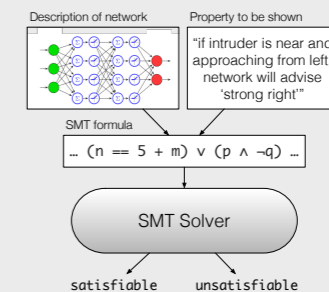 Description of network
Property to be shown
“if intruder is near and
approaching from left,
network will advise
‘strong right’”
SMT formula
… (n == 5 + m) ∨ (p ∧ ¬q) …
SMT Solver
satisfiable
unsatisfiable